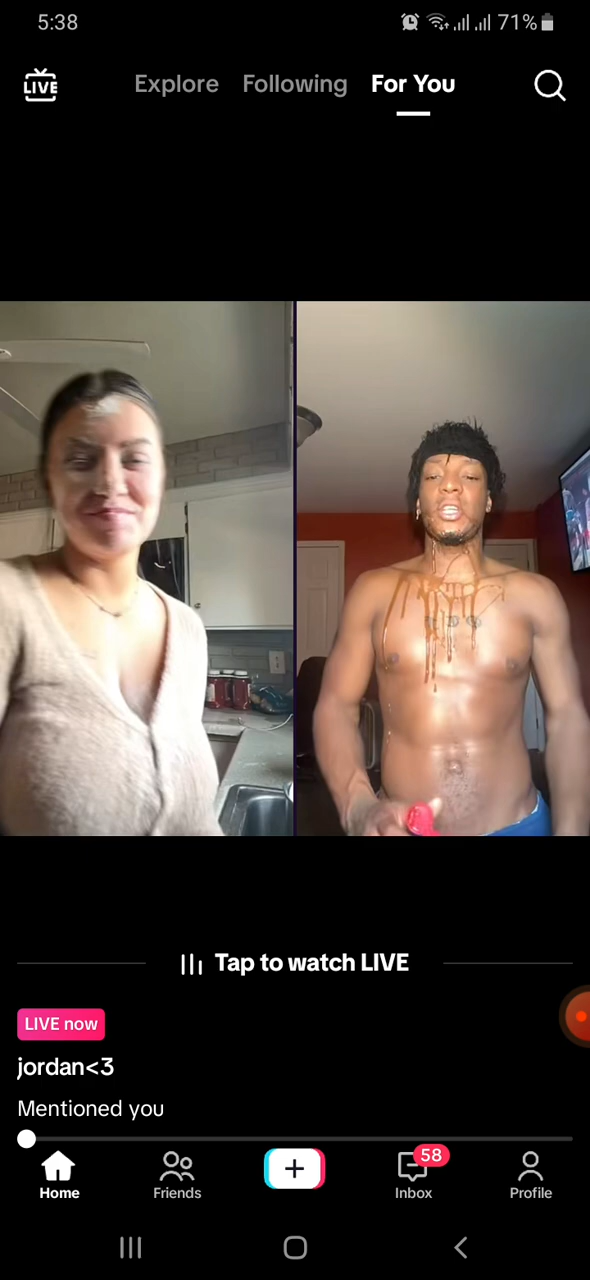 5:38
71%
LIVE
Explore
Following
For You
Tap to watch LIVE
LIVE now
jordan<3
Mentioned you
58
Home
Friends
Inbox
Profile